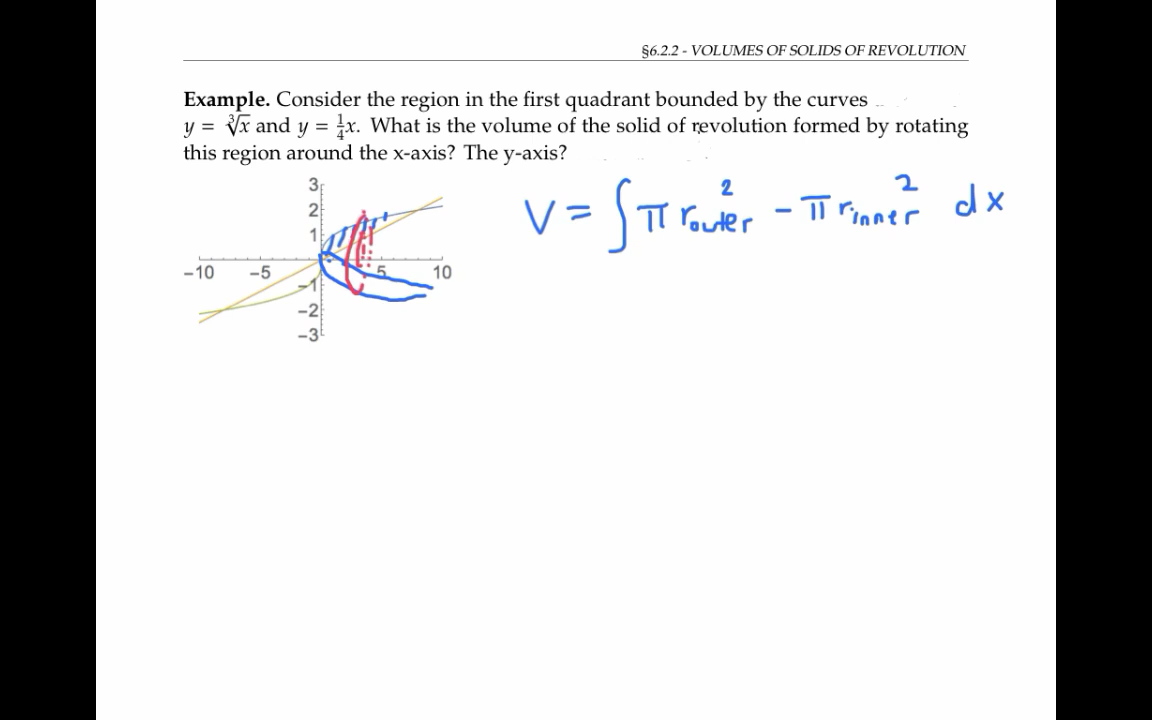 §6.2.2 - VOLUMES OF SOLIDS OF REVOLUTION
Example. Consider the region in the first quadrant bounded by the curves
y = ∛x and y = ¼x. What is the volume of the solid of revolution formed by rotating
this region around the x-axis? The y-axis?
V = ∫ π r_outer² − π r_inner² dx
3
2
1
−10 −5 5 10
−1
−2
−3